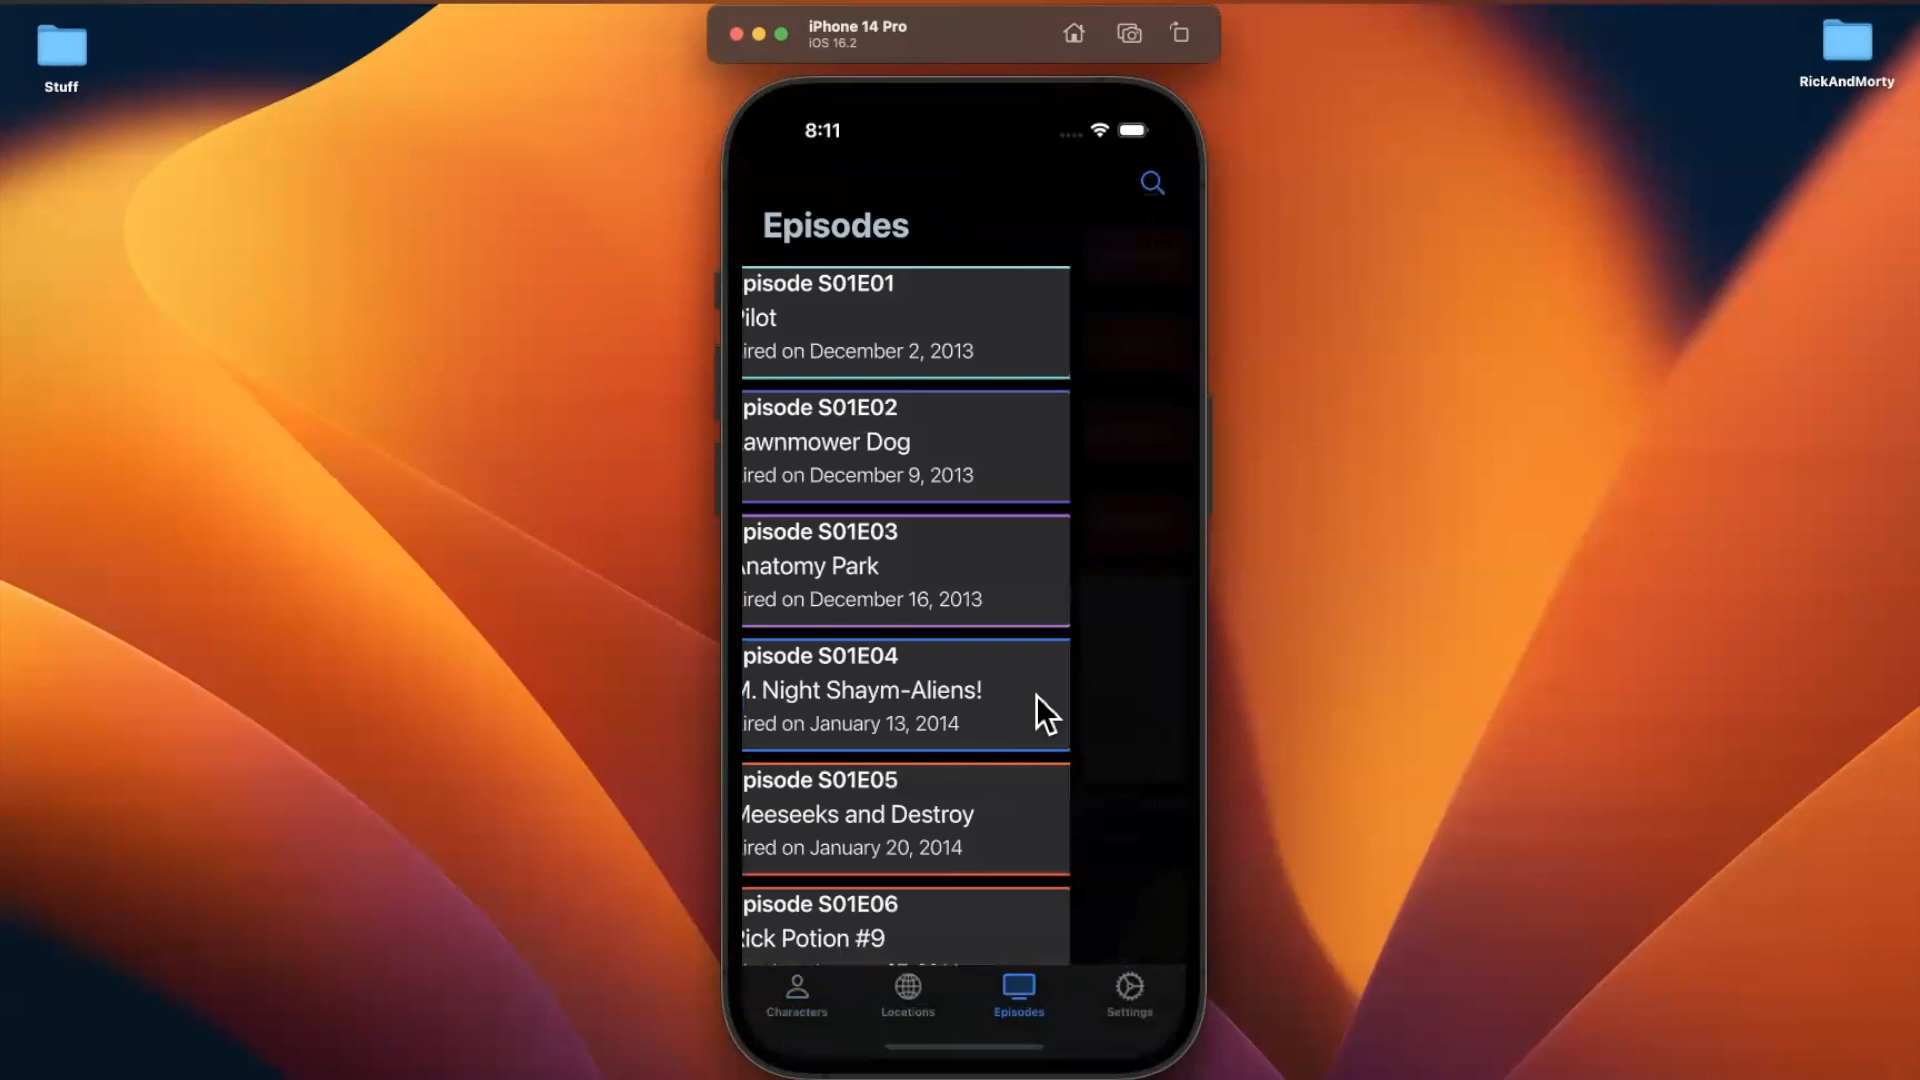 iPhone 14 Pro
iOS 16.2
Stuff
RickAndMorty
8:11
Episodes
pisode S01E01
ilot
ired on December 2, 2013
pisode S01E02
awnmower Dog
ired on December 9, 2013
pisode S01E03
natomy Park
ired on December 16, 2013
pisode S01E04
M. Night Shaym-Aliens!
ired on January 13, 2014
pisode S01E05
Meeseeks and Destroy
ired on January 20, 2014
pisode S01E06
ick Potion #9
Characters
Locations
Episodes
Settings